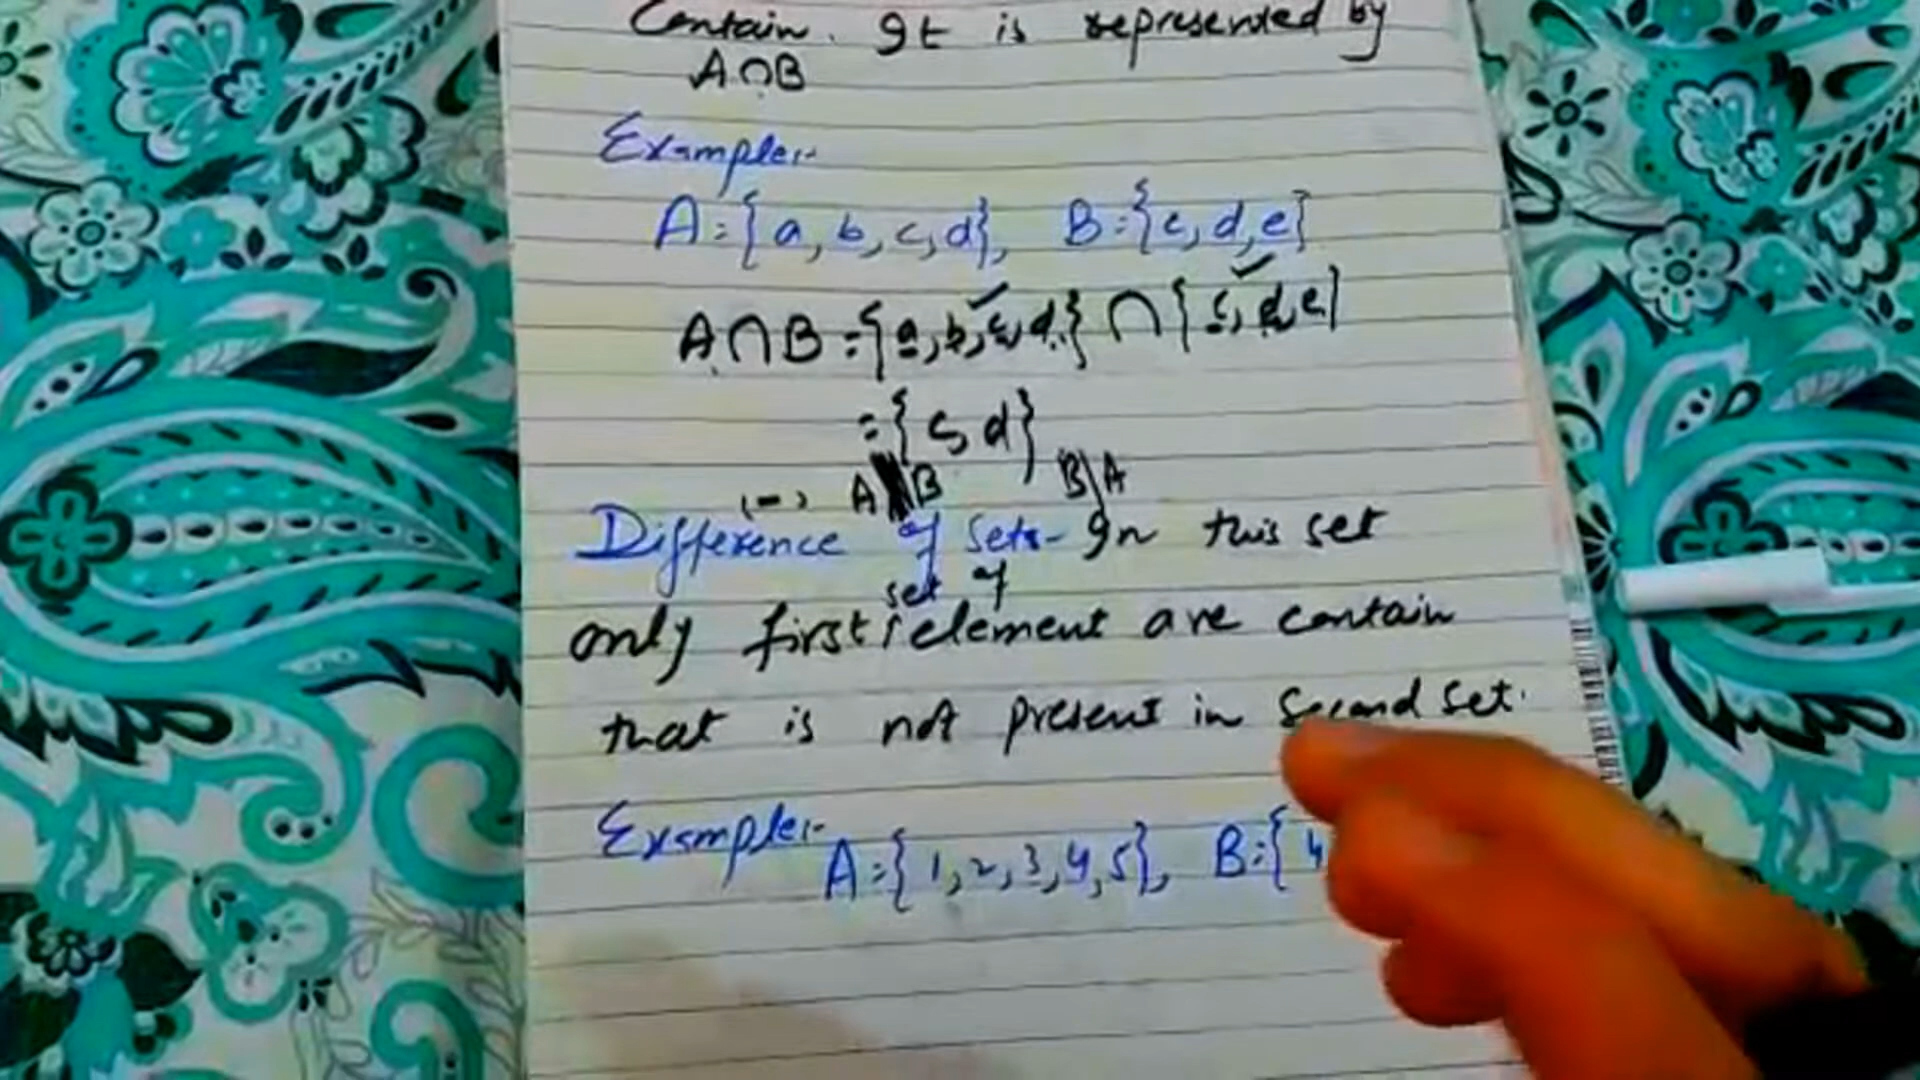 Contain. It is represented by
A∩B
Example:-
A={a, b, c, d}, B={c, d, e}
A∩B={a, b, c, d} ∩ {c, d, e}
={c, d}
(-) A\B B\A
Difference of sets- In this set
set of
only first element are contain
that is not present in Second Set.
Example:- A={1, 2, 3, 4, 5}, B={4